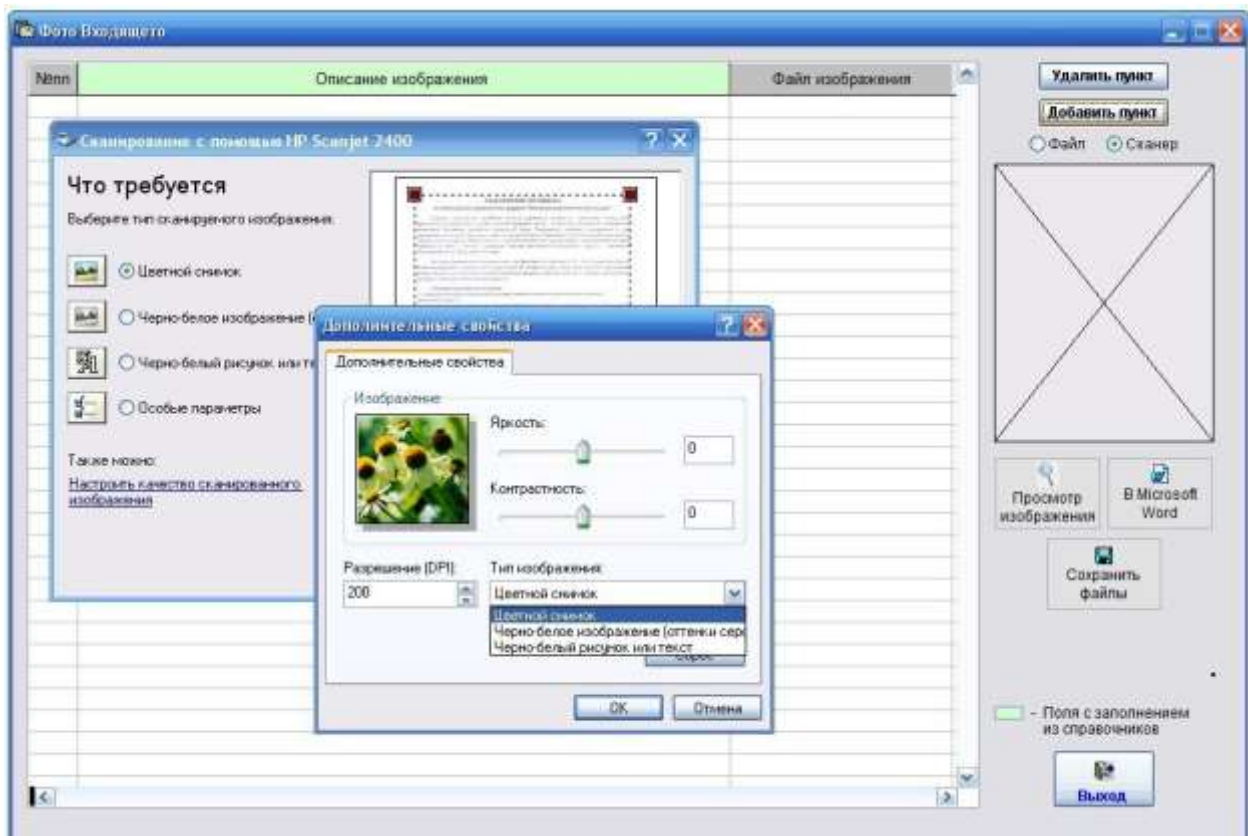 Фото Входящего
№пп Описание изображения Файл изображения
Удалить пункт
Добавить пункт
Файл Сканер
Сканирование с помощью HP Scanjet 2400
Что требуется
Выберите тип сканируемого изображения.
Цветной снимок
Черно-белое изображение
Черно-белый рисунок или
Особые параметры
Также можно:
Настроить качество сканированного
изображения
Дополнительные свойства
Дополнительные свойства
Изображение
Яркость:
0
Контрастность:
0
Разрешение (DPI):
200
Тип изображения:
Цветной снимок
Цветной снимок
Черно-белое изображение (оттенки сер
Черно-белый рисунок или текст
OK Отмена
Просмотр
изображения
В Microsoft
Word
Сохранить
файлы
- Поля с заполнением
из справочников
Выход